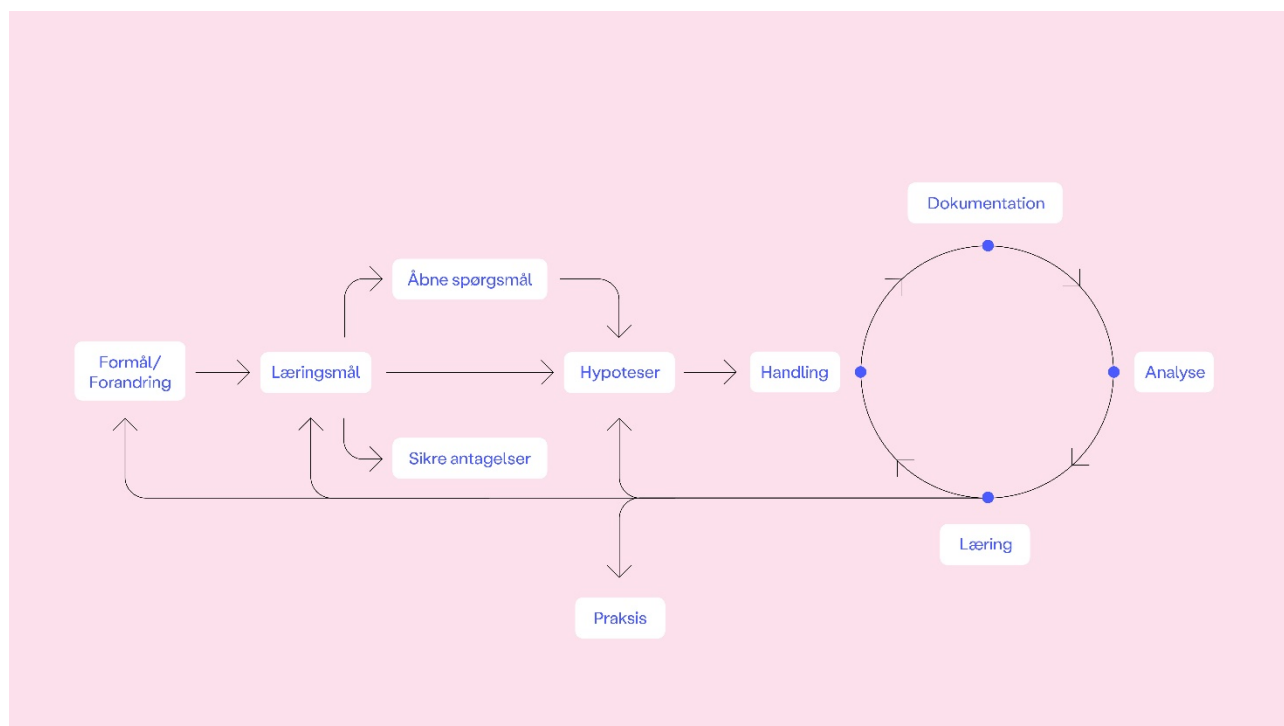 Dokumentation
Åbne spørgsmål
Formål/
Forandring
Læringsmål
Hypoteser
Handling
Analyse
Sikre antagelser
Læring
Praksis